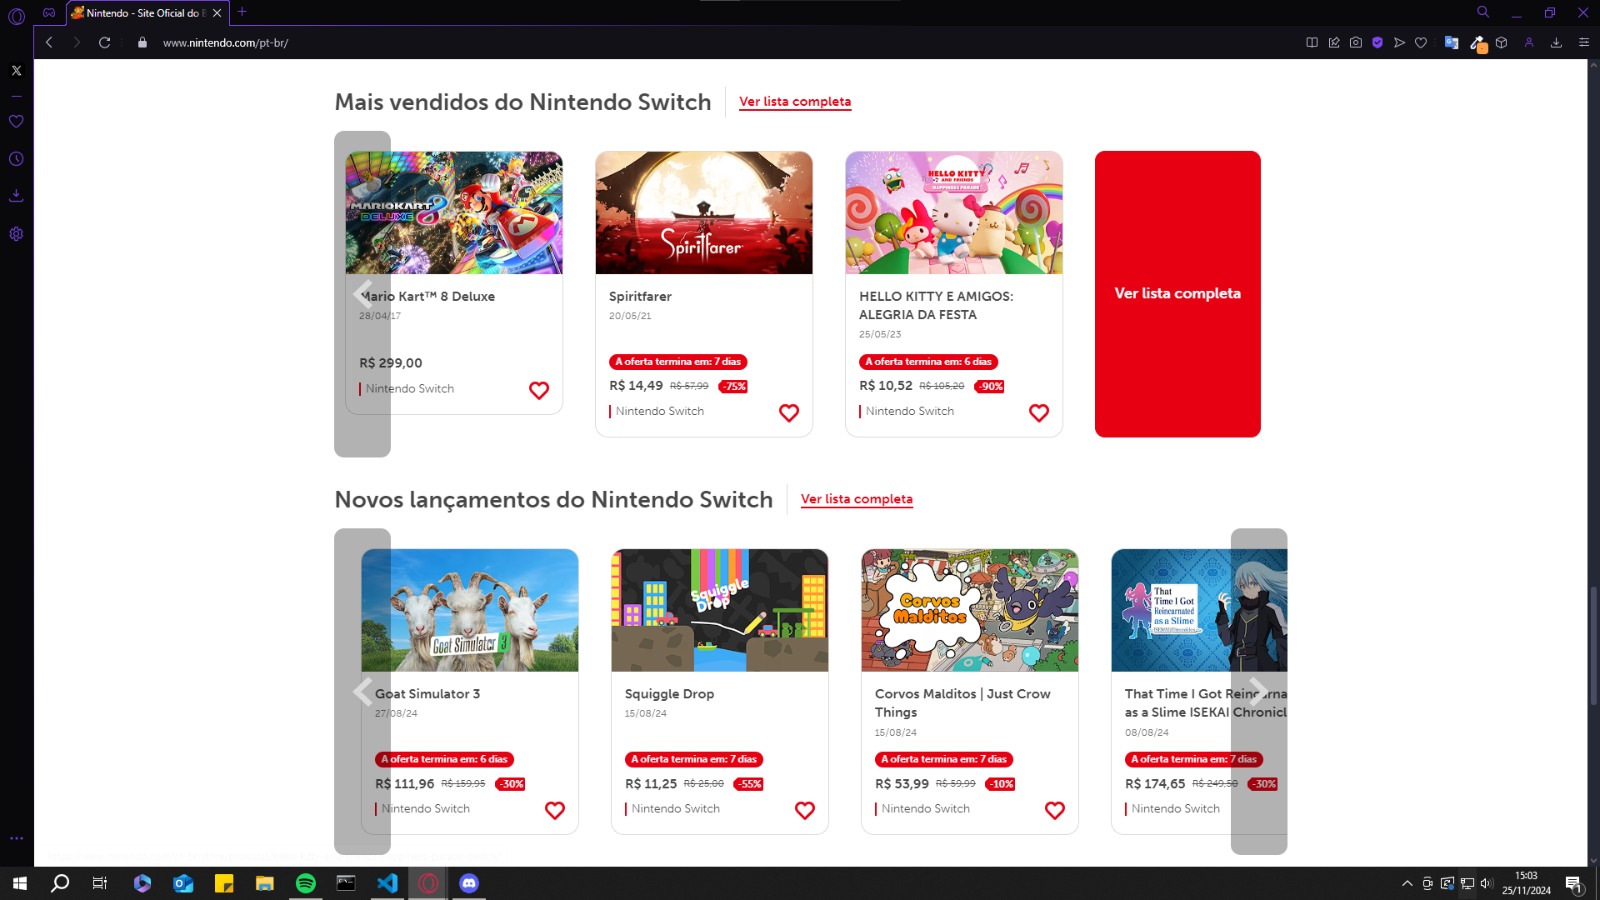 Nintendo - Site Oficial do B
www.nintendo.com/pt-br/
Mais vendidos do Nintendo Switch
Ver lista completa
MARIOKART 8
DELUXE
Mario Kart™ 8 Deluxe
28/04/17
R$ 299,00
Nintendo Switch
Spiritfarer
Spiritfarer
20/05/21
A oferta termina em: 7 dias
R$ 14,49 R$ 57,99 -75%
Nintendo Switch
HELLO KITTY
AND FRIENDS
HAPPINESS PARADE
HELLO KITTY E AMIGOS:
ALEGRIA DA FESTA
25/05/23
A oferta termina em: 6 dias
R$ 10,52 R$ 105,20 -90%
Nintendo Switch
Ver lista completa
Novos lançamentos do Nintendo Switch
Ver lista completa
Goat Simulator 3
Goat Simulator 3
27/08/24
A oferta termina em: 6 dias
R$ 111,96 R$ 159,95 -30%
Nintendo Switch
Squiggle
Drop
Squiggle Drop
15/08/24
A oferta termina em: 7 dias
R$ 11,25 R$ 25,00 -55%
Nintendo Switch
Corvos
Malditos
Corvos Malditos | Just Crow
Things
15/08/24
A oferta termina em: 7 dias
R$ 53,99 R$ 59,99 -10%
Nintendo Switch
That
Time I Got
Reincarnated
as a Slime
ISEKAI Chronicles
That Time I Got Reincarna
as a Slime ISEKAI Chronicl
08/08/24
A oferta termina em: 7 dias
R$ 174,65 R$ 249,50 -30%
Nintendo Switch
15:03
25/11/2024
1